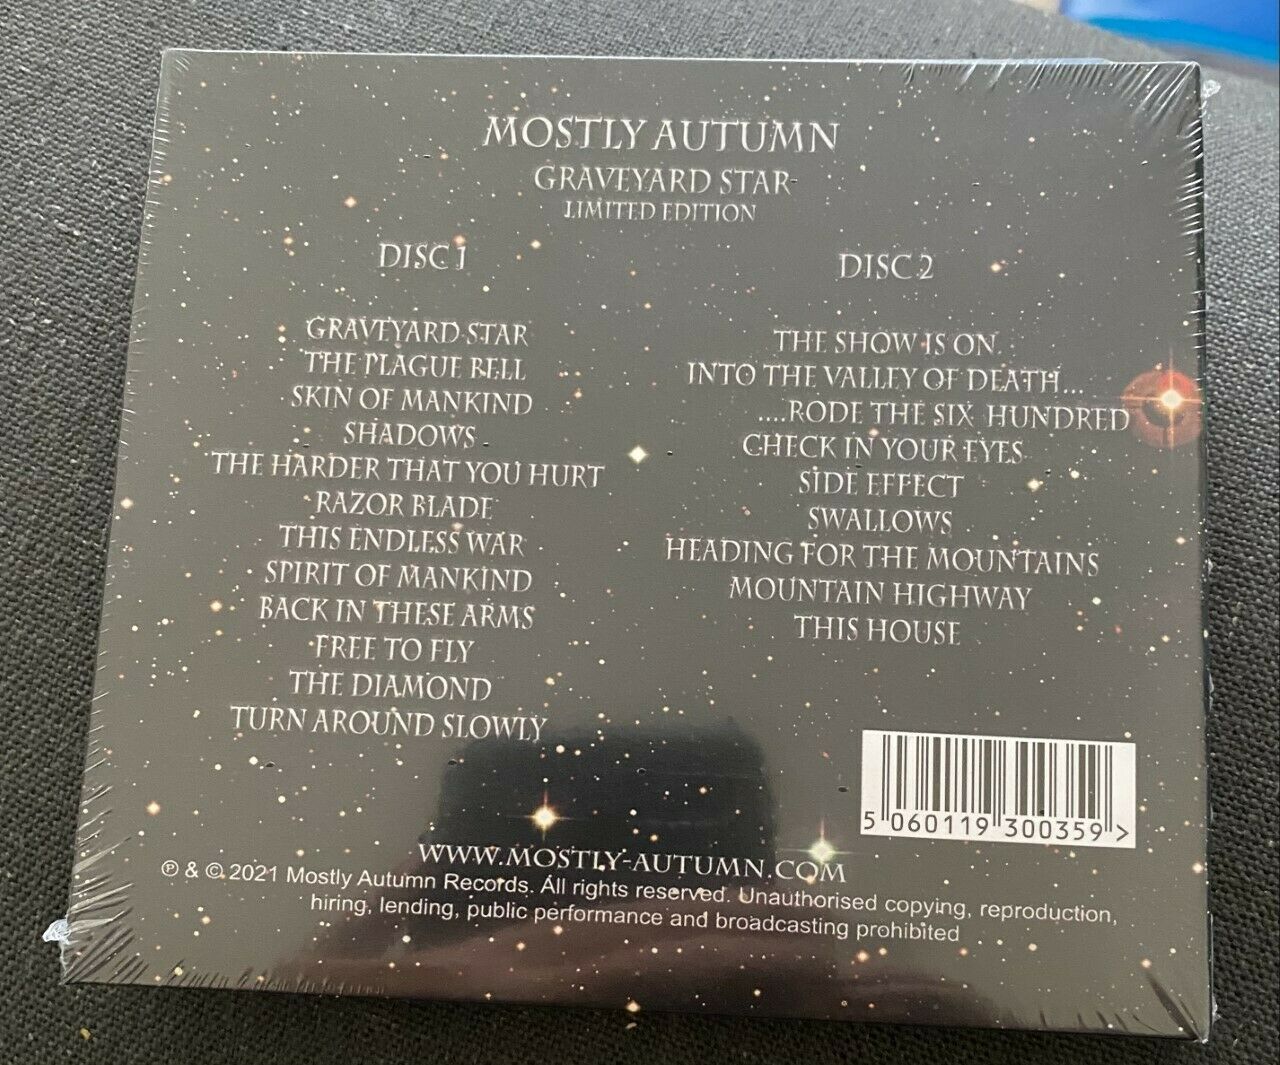 MOSTLY AUTUMN
GRAVEYARD STAR
LIMITED EDITION
DISC 1
GRAVEYARD STAR
THE PLAGUE BELL
SKIN OF MANKIND
SHADOWS
THE HARDER THAT YOU HURT
RAZOR BLADE
THIS ENDLESS WAR
SPIRIT OF MANKIND
BACK IN THESE ARMS
FREE TO FLY
THE DIAMOND
TURN AROUND SLOWLY
DISC 2
THE SHOW IS ON
INTO THE VALLEY OF DEATH...
....RODE THE SIX HUNDRED
CHECK IN YOUR EYES
SIDE EFFECT
SWALLOWS
HEADING FOR THE MOUNTAINS
MOUNTAIN HIGHWAY
THIS HOUSE
5 060119 300359 >
WWW.MOSTLY-AUTUMN.COM
℗ & © 2021 Mostly Autumn Records. All rights reserved. Unauthorised copying, reproduction,
hiring, lending, public performance and broadcasting prohibited